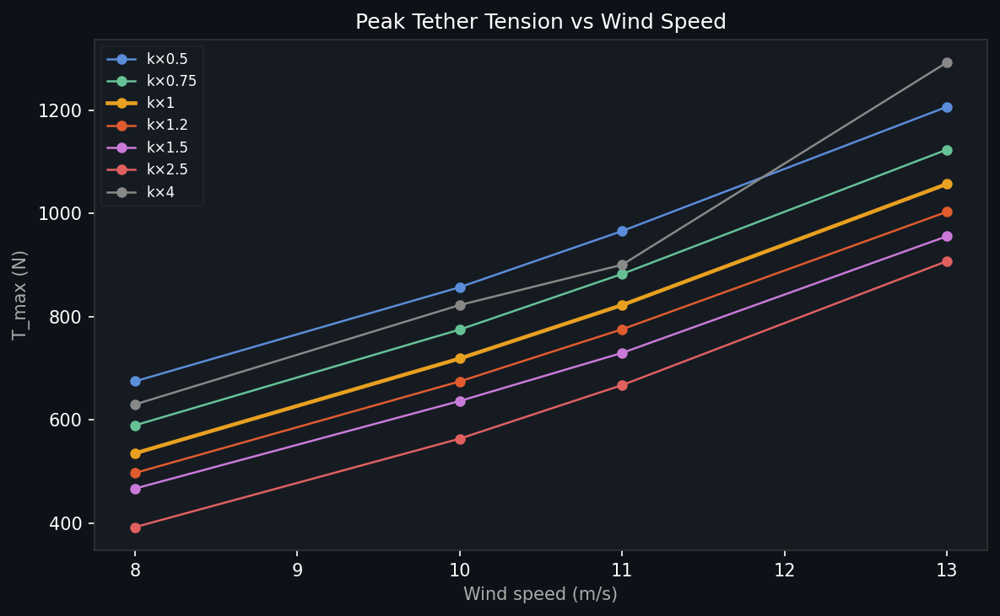 Peak Tether Tension vs Wind Speed
k×0.5
k×0.75
k×1
k×1.2
k×1.5
k×2.5
k×4
1200
1000
800
600
400
T_max (N)
8 9 10 11 12 13
Wind speed (m/s)